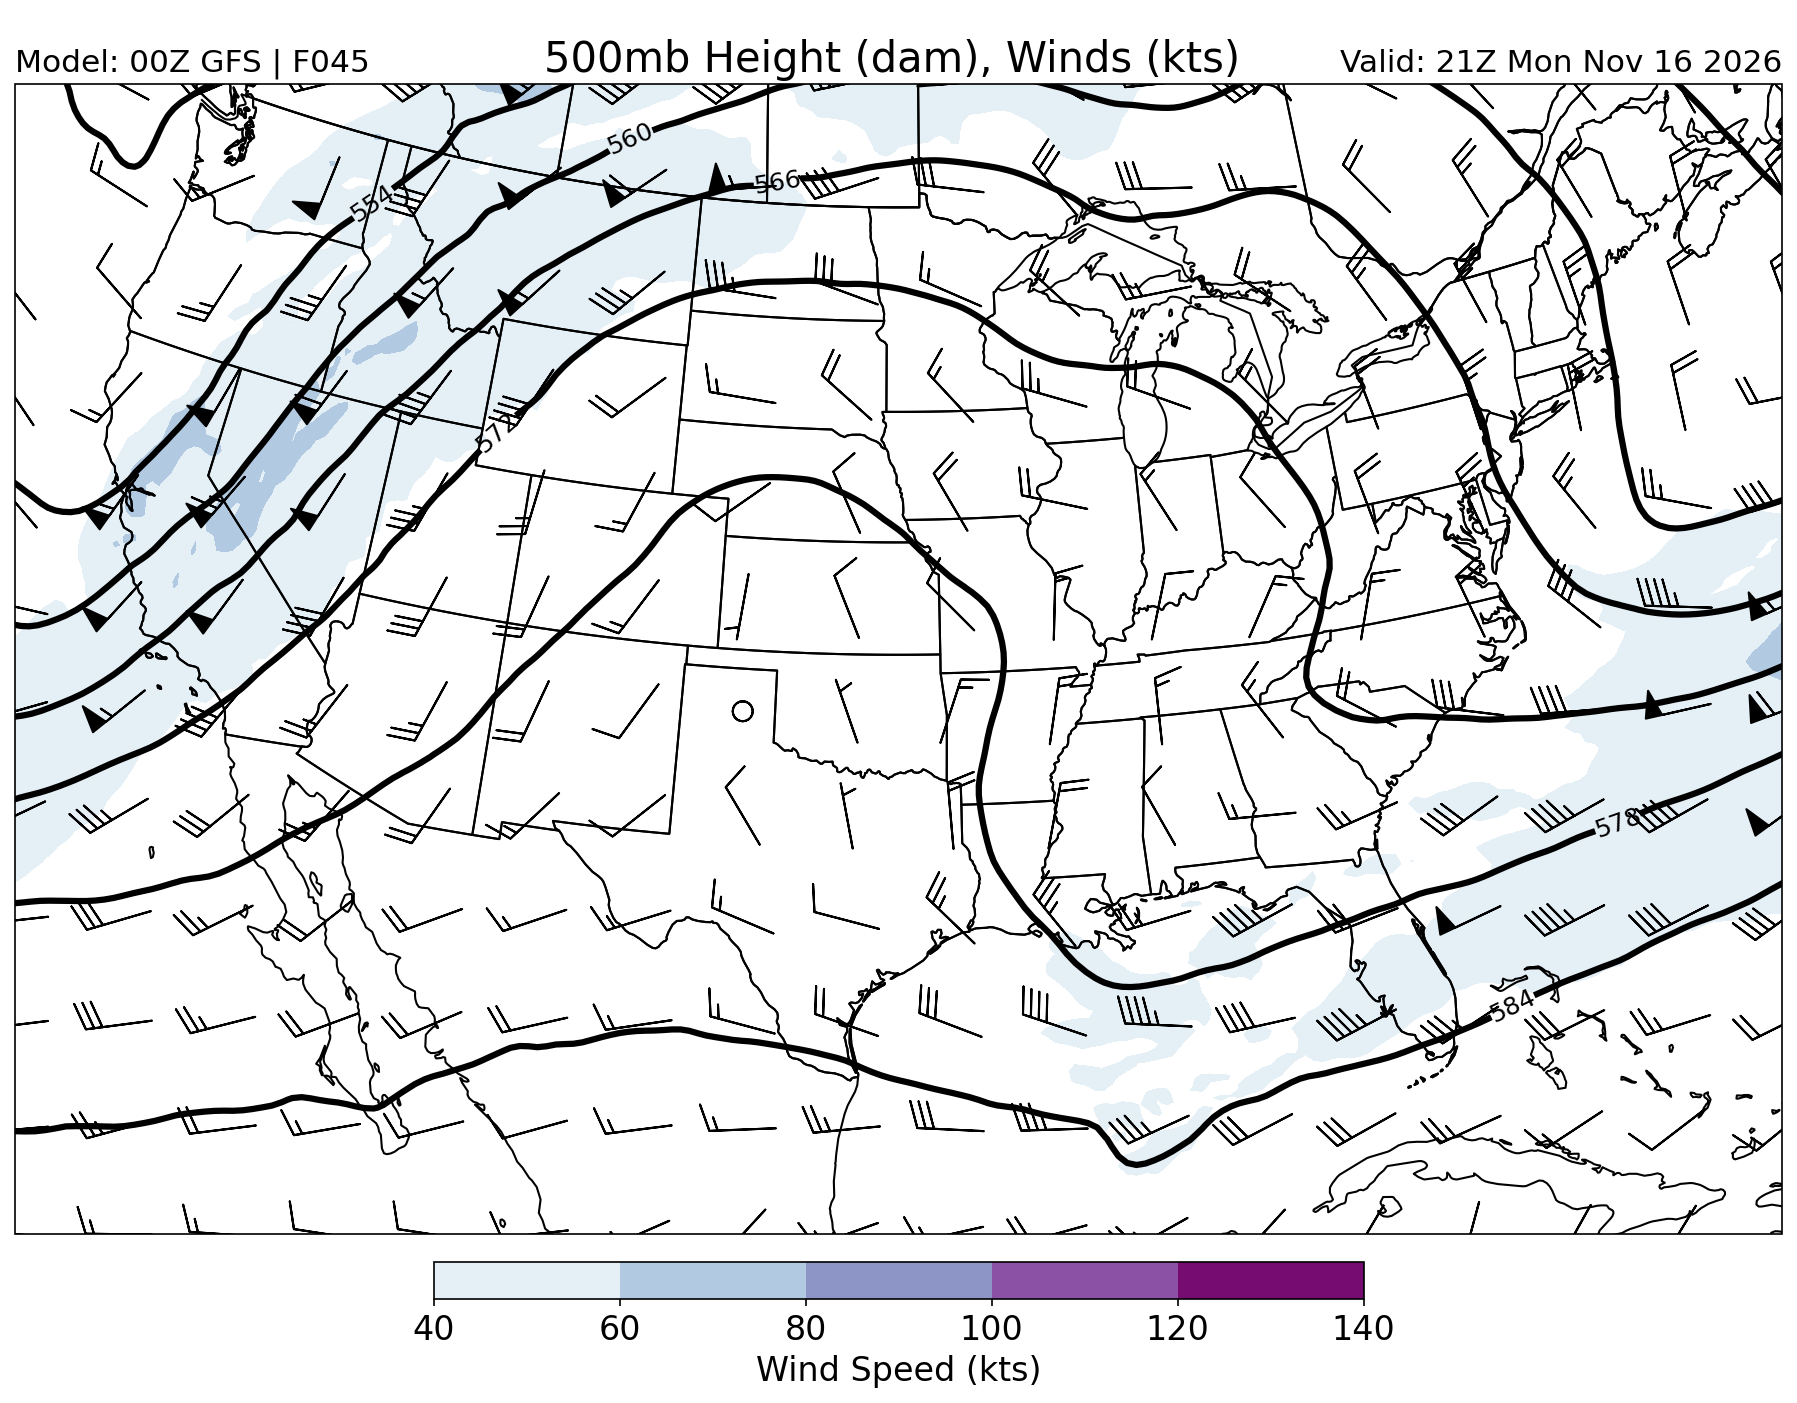 Model: 00Z GFS | F045
500mb Height (dam), Winds (kts)
Valid: 21Z Mon Nov 16 2026
560
566
554
572
578
584
40 60 80 100 120 140
Wind Speed (kts)